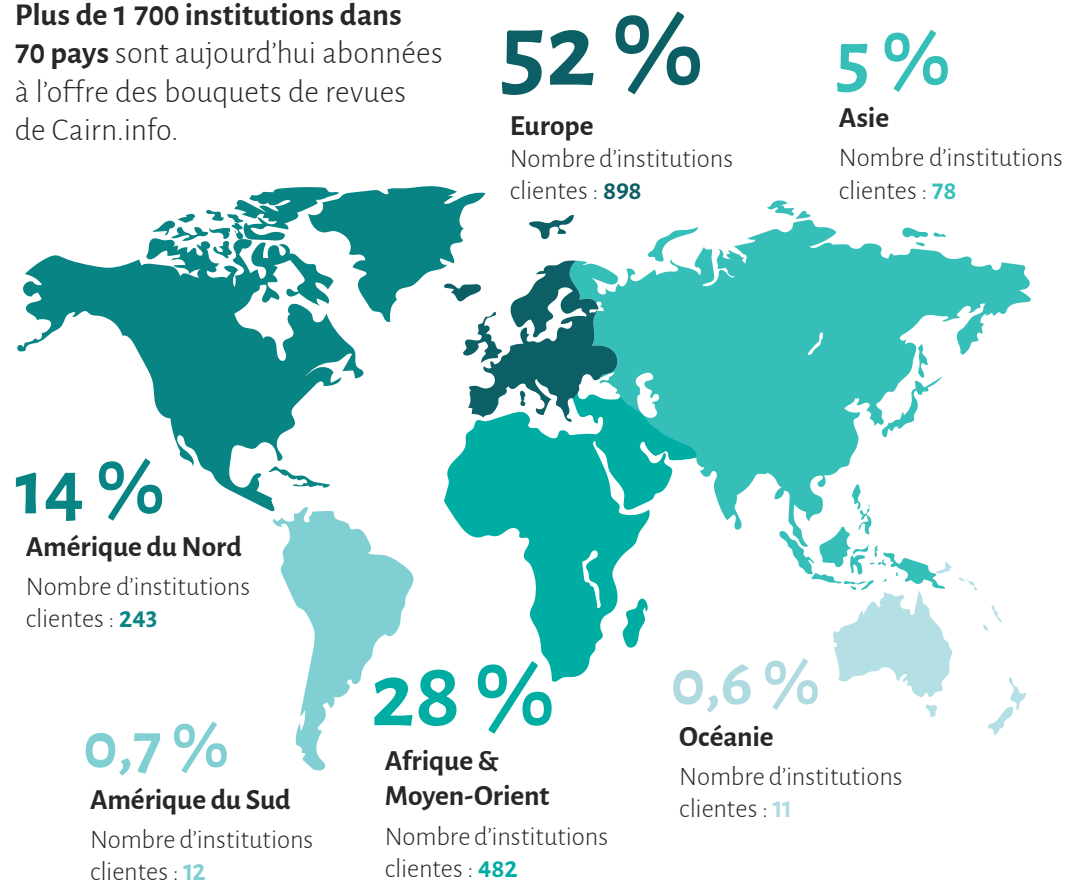 Plus de 1 700 institutions dans
70 pays sont aujourd'hui abonnées
à l'offre des bouquets de revues
de Cairn.info.
52 %
Europe
Nombre d'institutions
clientes : 898
5 %
Asie
Nombre d'institutions
clientes : 78
14 %
Amérique du Nord
Nombre d'institutions
clientes : 243
0,7 %
Amérique du Sud
Nombre d'institutions
clientes : 12
28 %
Afrique &
Moyen-Orient
Nombre d'institutions
clientes : 482
0,6 %
Océanie
Nombre d'institutions
clientes : 11